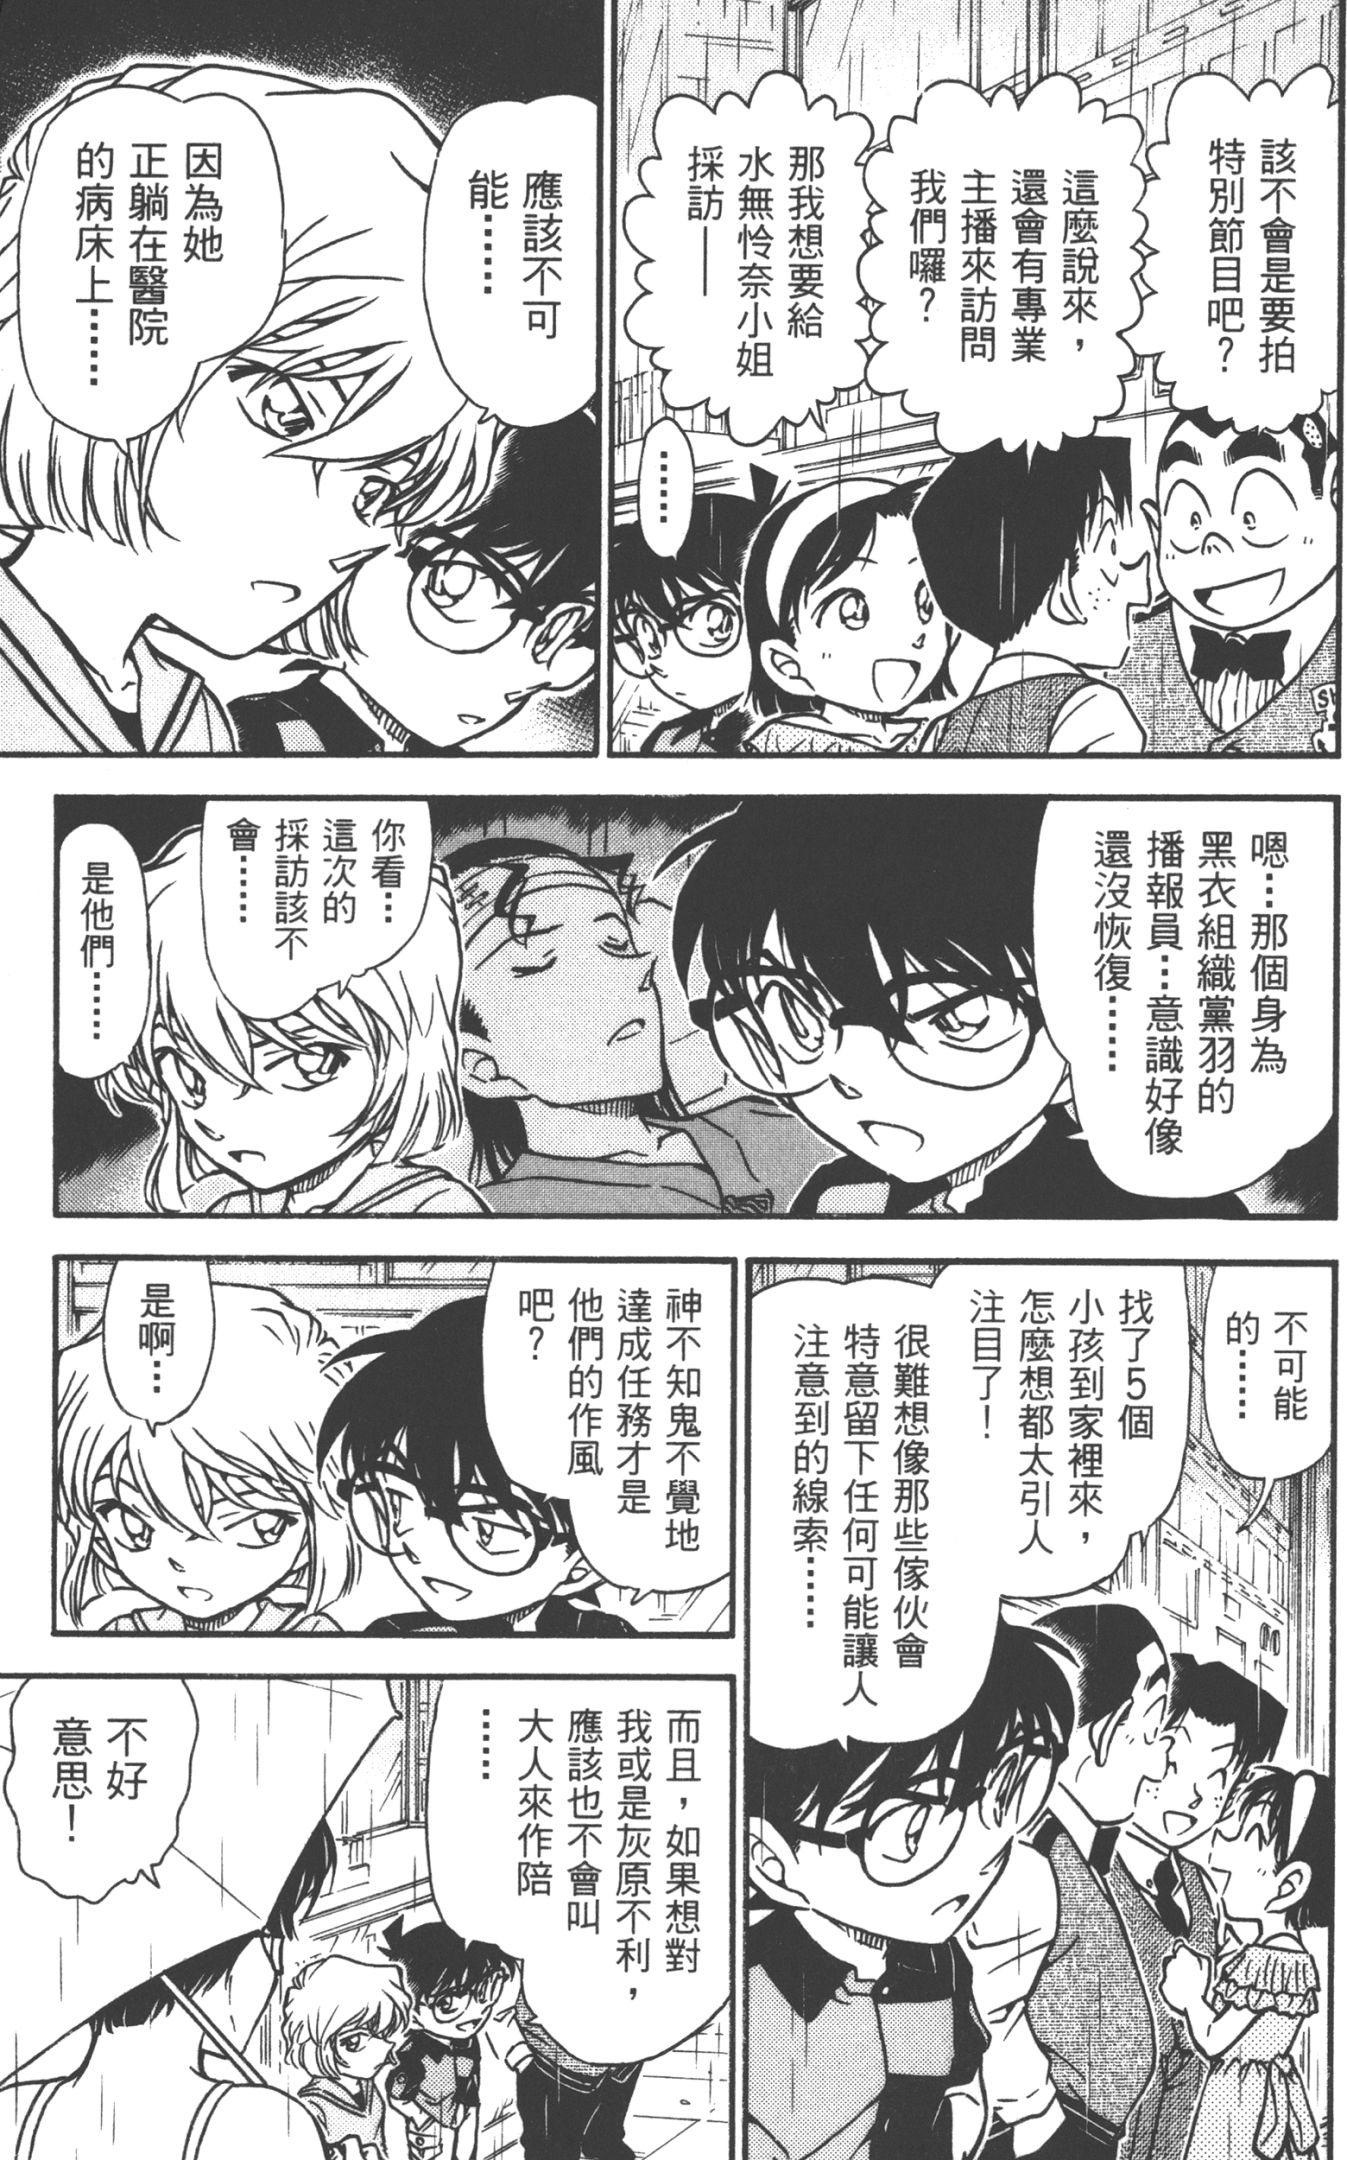 該不會是要拍
特別節目吧？
這麼說來，
還會有專業
主播來訪問
我們囉？
那我想要給
水無怜奈小姐
採訪——
……
應該不可
能……
因為她
正躺在醫院
的病床上……
嗯…那個身為
黑衣組織黨羽的
播報員…意識好像
還沒恢復……
你看…
這次的
採訪該不
會……
是他們……
不可能
的……
找了5個
小孩到家裡來，
怎麼想都太引人
注目了！
很難想像那些傢伙會
特意留下任何可能讓人
注意到的線索……
神不知鬼不覺地
達成任務才是
他們的作風
吧？
是啊…
而且，如果想對
我或是灰原不利，
應該也不會叫
大人來作陪
……
不好
意思！